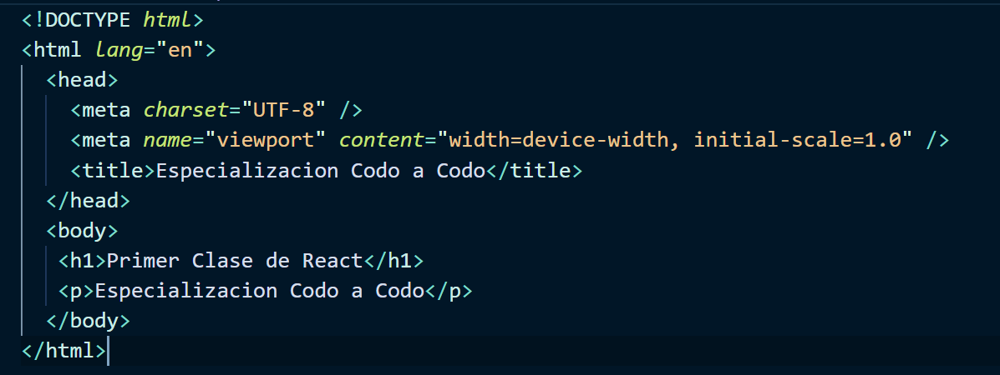 <!DOCTYPE html>
<html lang="en">
<head>
<meta charset="UTF-8" />
<meta name="viewport" content="width=device-width, initial-scale=1.0" />
<title>Especializacion Codo a Codo</title>
</head>
<body>
<h1>Primer Clase de React</h1>
<p>Especializacion Codo a Codo</p>
</body>
</html>